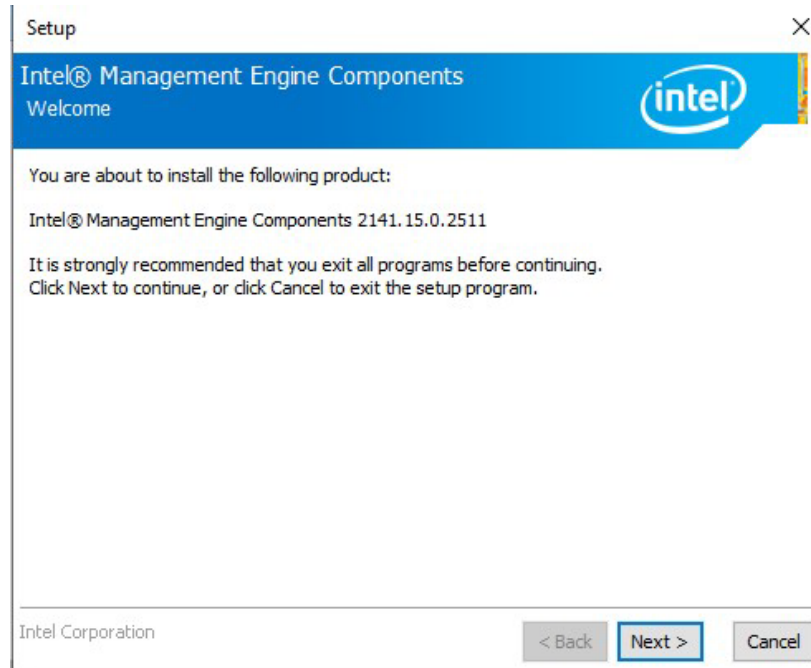 Setup
Intel® Management Engine Components
Welcome
intel
You are about to install the following product:
Intel® Management Engine Components 2141.15.0.2511
It is strongly recommended that you exit all programs before continuing.
Click Next to continue, or click Cancel to exit the setup program.
Intel Corporation
< Back Next > Cancel